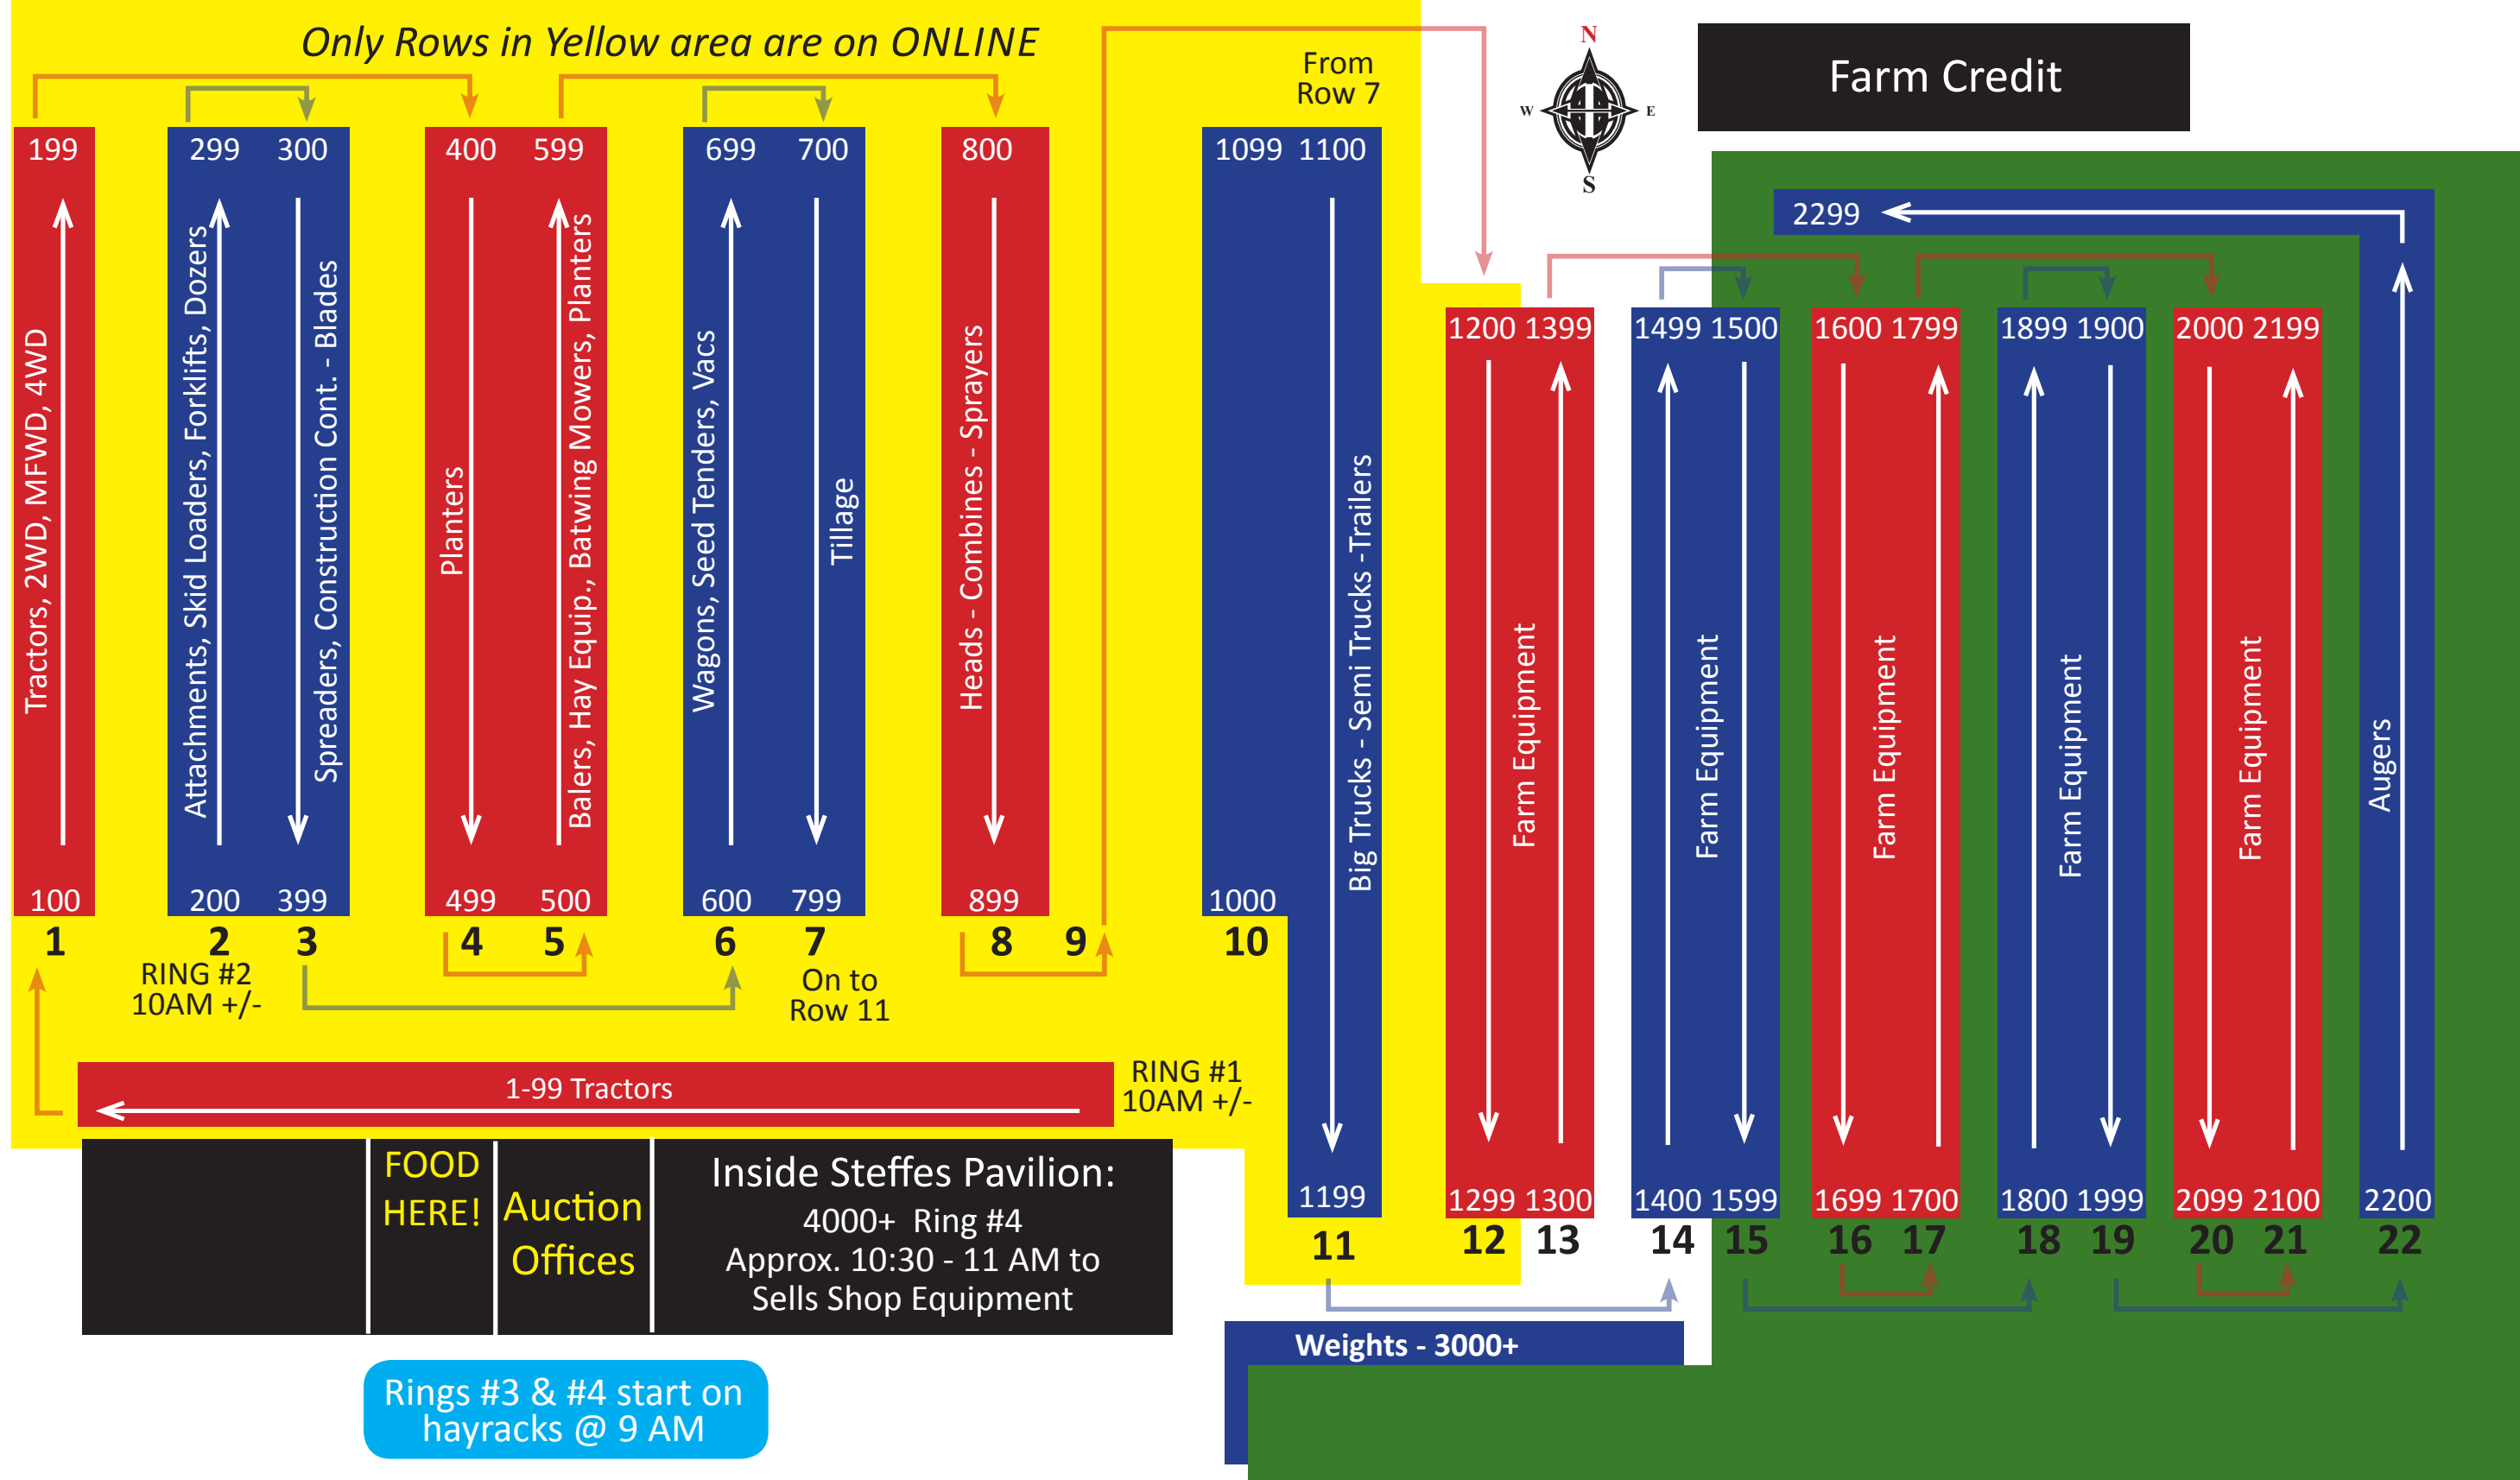 Only Rows in Yellow area are on ONLINE
From
Row 7
N
W
E
S
Farm Credit
199
299 300
400 599
699 700
800
1099 1100
2299
1200 1399
1499 1500
1600 1799
1899 1900
2000 2199
Tractors, 2WD, MFWD, 4WD
Attachments, Skid Loaders, Forklifts, Dozers
Spreaders, Construction Cont. - Blades
Planters
Balers, Hay Equip., Batwing Mowers, Planters
Wagons, Seed Tenders, Vacs
Tillage
Heads - Combines - Sprayers
Big Trucks - Semi Trucks -Trailers
Farm Equipment
Farm Equipment
Farm Equipment
Farm Equipment
Farm Equipment
Augers
100
200 399
499 500
600 799
899
1000
1
2
3
4
5
6
7
8
9
10
RING #2
10AM +/-
On to
Row 11
1-99 Tractors
RING #1
10AM +/-
1199
1299 1300
1400 1599
1699 1700
1800 1999
2099 2100
2200
11
12
13
14
15
16
17
18
19
20
21
22
FOOD
HERE!
Auction
Offices
Inside Steffes Pavilion:
4000+ Ring #4
Approx. 10:30 - 11 AM to
Sells Shop Equipment
Weights - 3000+
Rings #3 & #4 start on
hayracks @ 9 AM